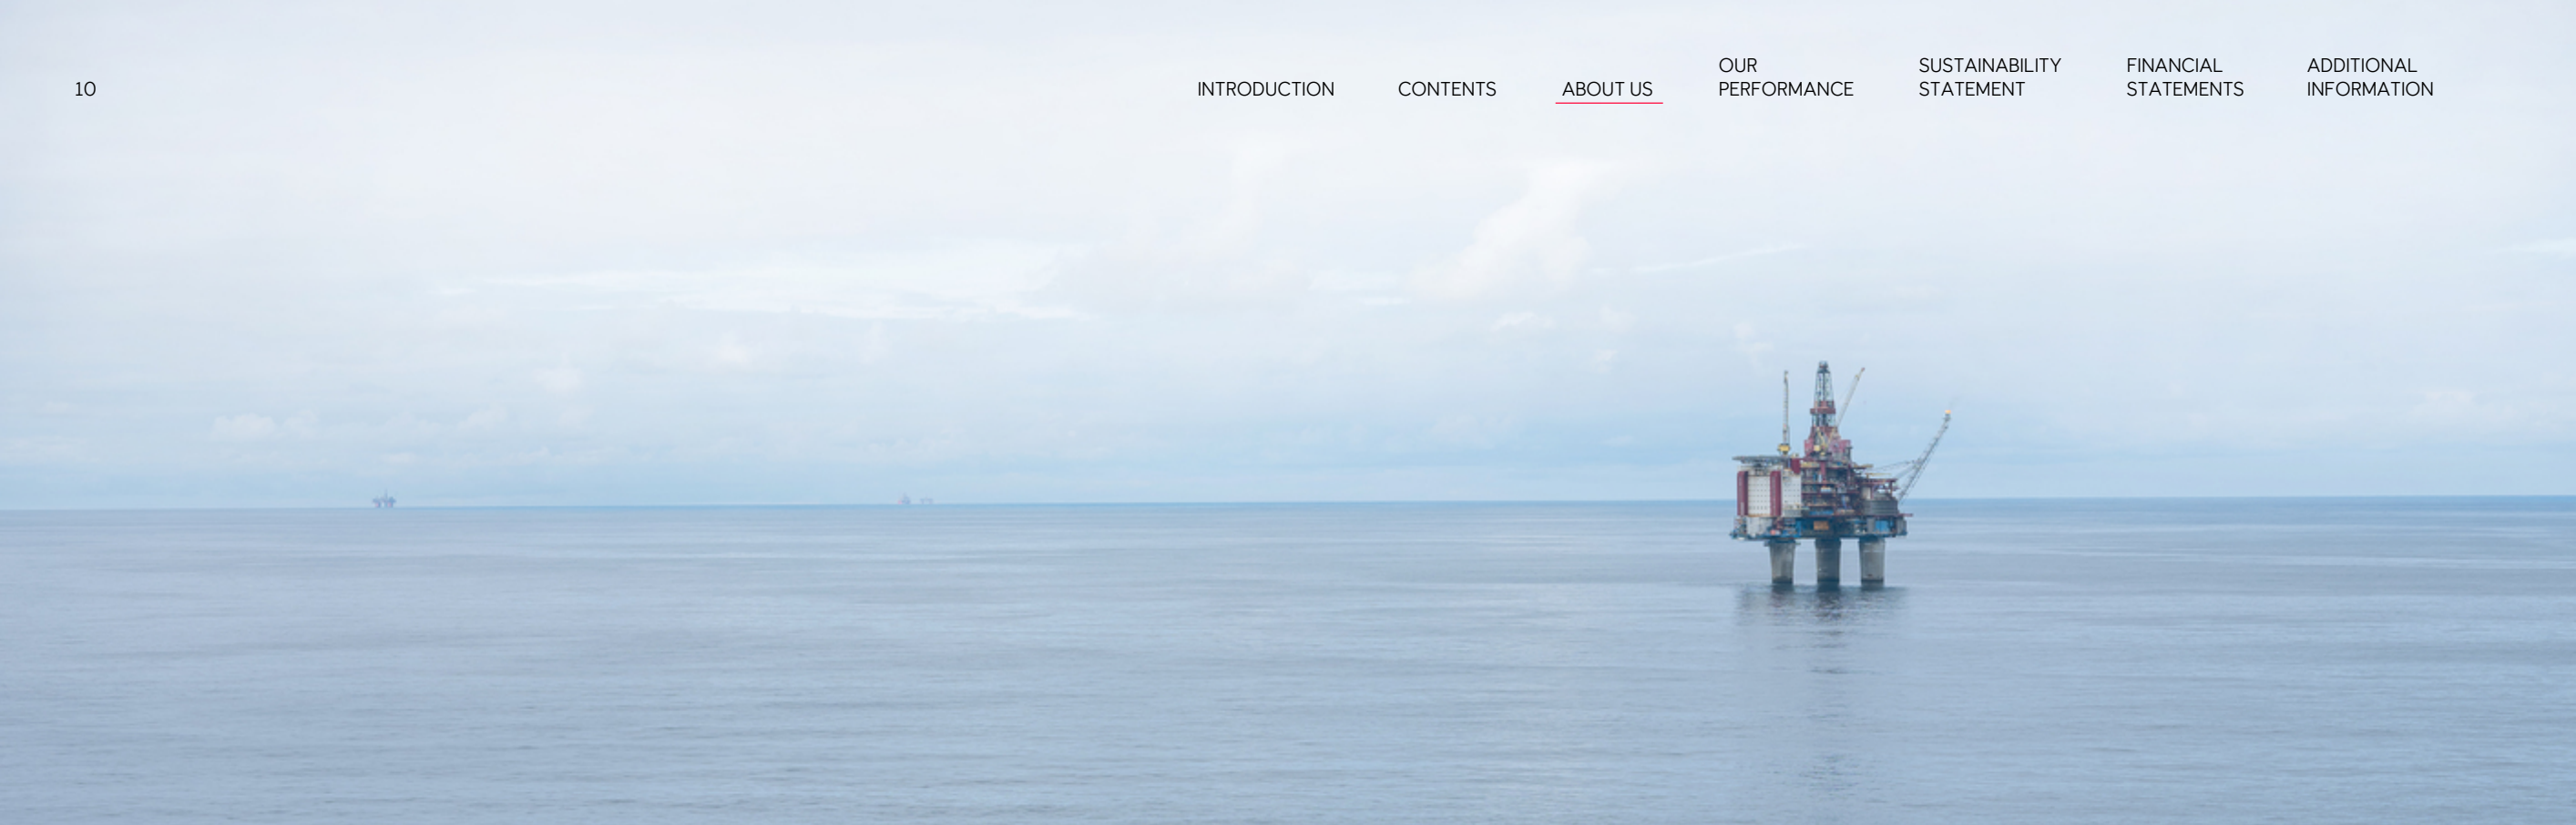 10
INTRODUCTION
CONTENTS
ABOUT US
OUR
PERFORMANCE
SUSTAINABILITY
STATEMENT
FINANCIAL
STATEMENTS
ADDITIONAL
INFORMATION